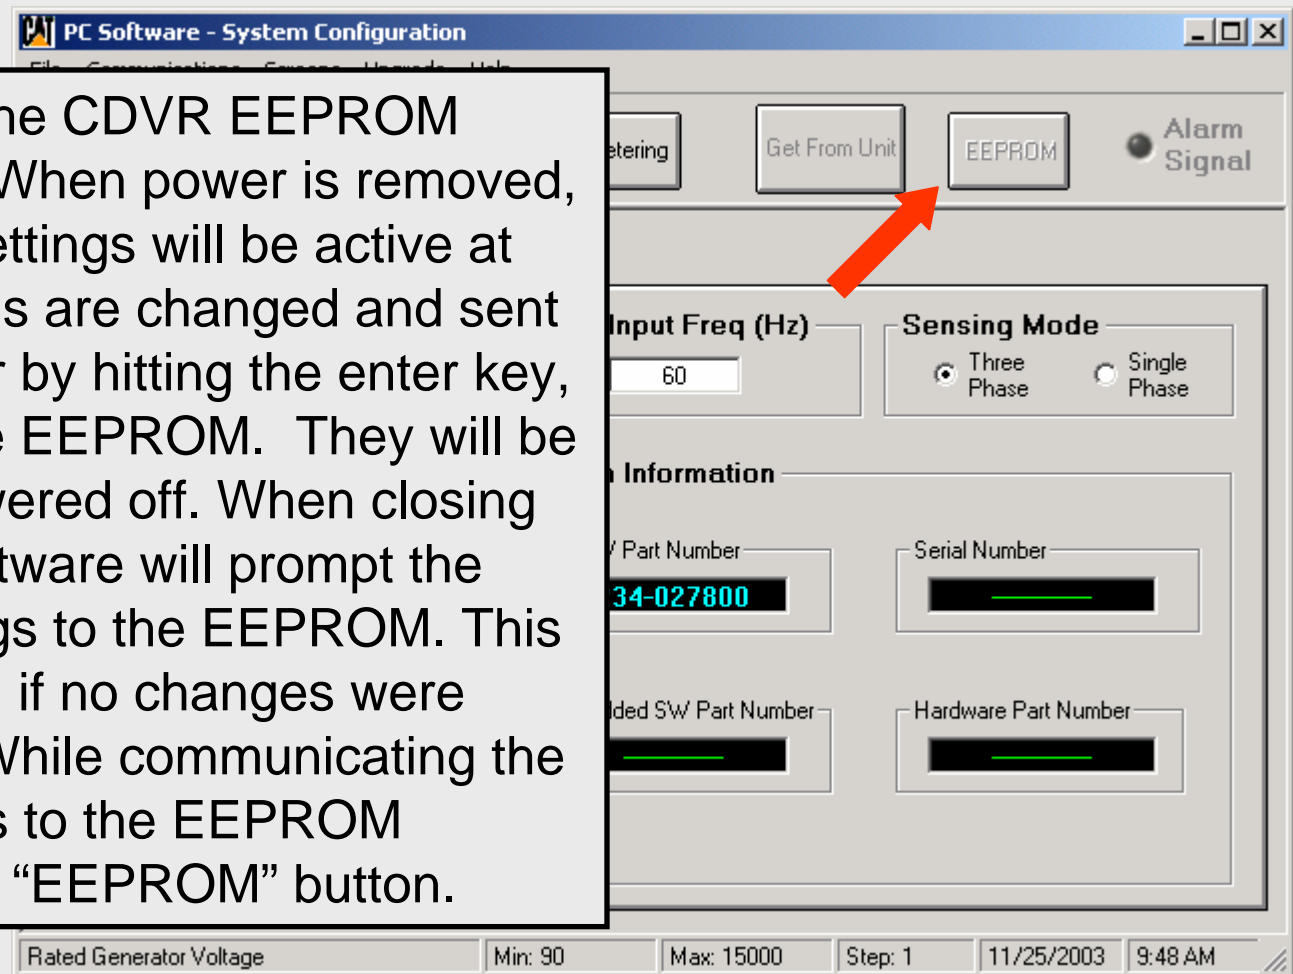 CAT PC Software - System Configuration
ne CDVR EEPROM
When power is removed,
ettings will be active at
s are changed and sent
r by hitting the enter key,
e EEPROM. They will be
vered off. When closing
tware will prompt the
gs to the EEPROM. This
if no changes were
While communicating the
s to the EEPROM
“EEPROM” button.
etering
Get From Unit
EEPROM
Alarm
Signal
Input Freq (Hz)
60
Sensing Mode
Three
Phase
Single
Phase
Information
Part Number
34-027800
Serial Number
dded SW Part Number
Hardware Part Number
Rated Generator Voltage
Min: 90
Max: 15000
Step: 1
11/25/2003
9:48 AM